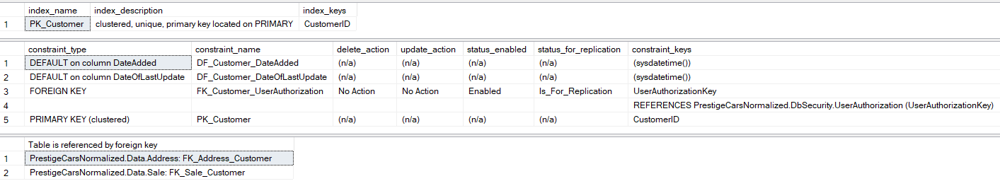 index_name index_description index_keys
1 PK_Customer clustered, unique, primary key located on PRIMARY CustomerID
constraint_type constraint_name delete_action update_action status_enabled status_for_replication constraint_keys
1 DEFAULT on column DateAdded DF_Customer_DateAdded (n/a) (n/a) (n/a) (n/a) (sysdatetime())
2 DEFAULT on column DateOfLastUpdate DF_Customer_DateOfLastUpdate (n/a) (n/a) (n/a) (n/a) (sysdatetime())
3 FOREIGN KEY FK_Customer_UserAuthorization No Action No Action Enabled Is_For_Replication UserAuthorizationKey
4 REFERENCES PrestigeCarsNormalized.DbSecurity.UserAuthorization (UserAuthorizationKey)
5 PRIMARY KEY (clustered) PK_Customer (n/a) (n/a) (n/a) (n/a) CustomerID
Table is referenced by foreign key
1 PrestigeCarsNormalized.Data.Address: FK_Address_Customer
2 PrestigeCarsNormalized.Data.Sale: FK_Sale_Customer